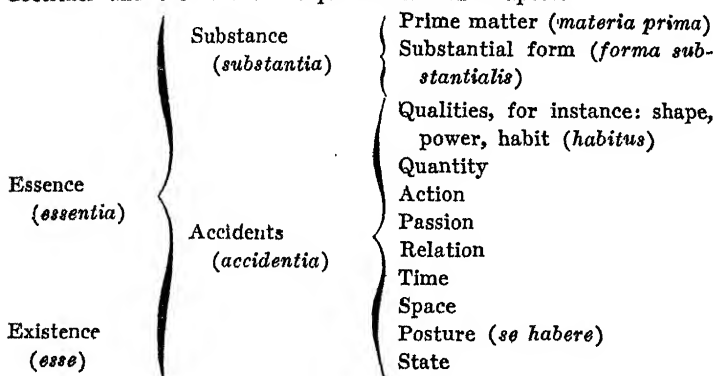 Substance
(substantia)
Prime matter (materia prima)
Substantial form (forma sub-
stantialis)
Essence
(essentia)
Accidents
(accidentia)
Qualities, for instance: shape,
power, habit (habitus)
Quantity
Action
Passion
Relation
Time
Space
Posture (se habere)
State
Existence
(esse)